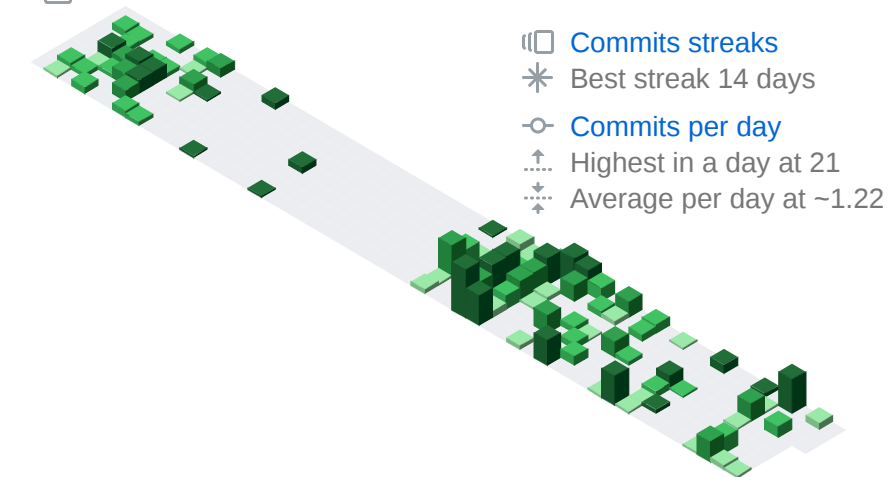 Commits streaks
Best streak 14 days
Commits per day
Highest in a day at 21
Average per day at ~1.22